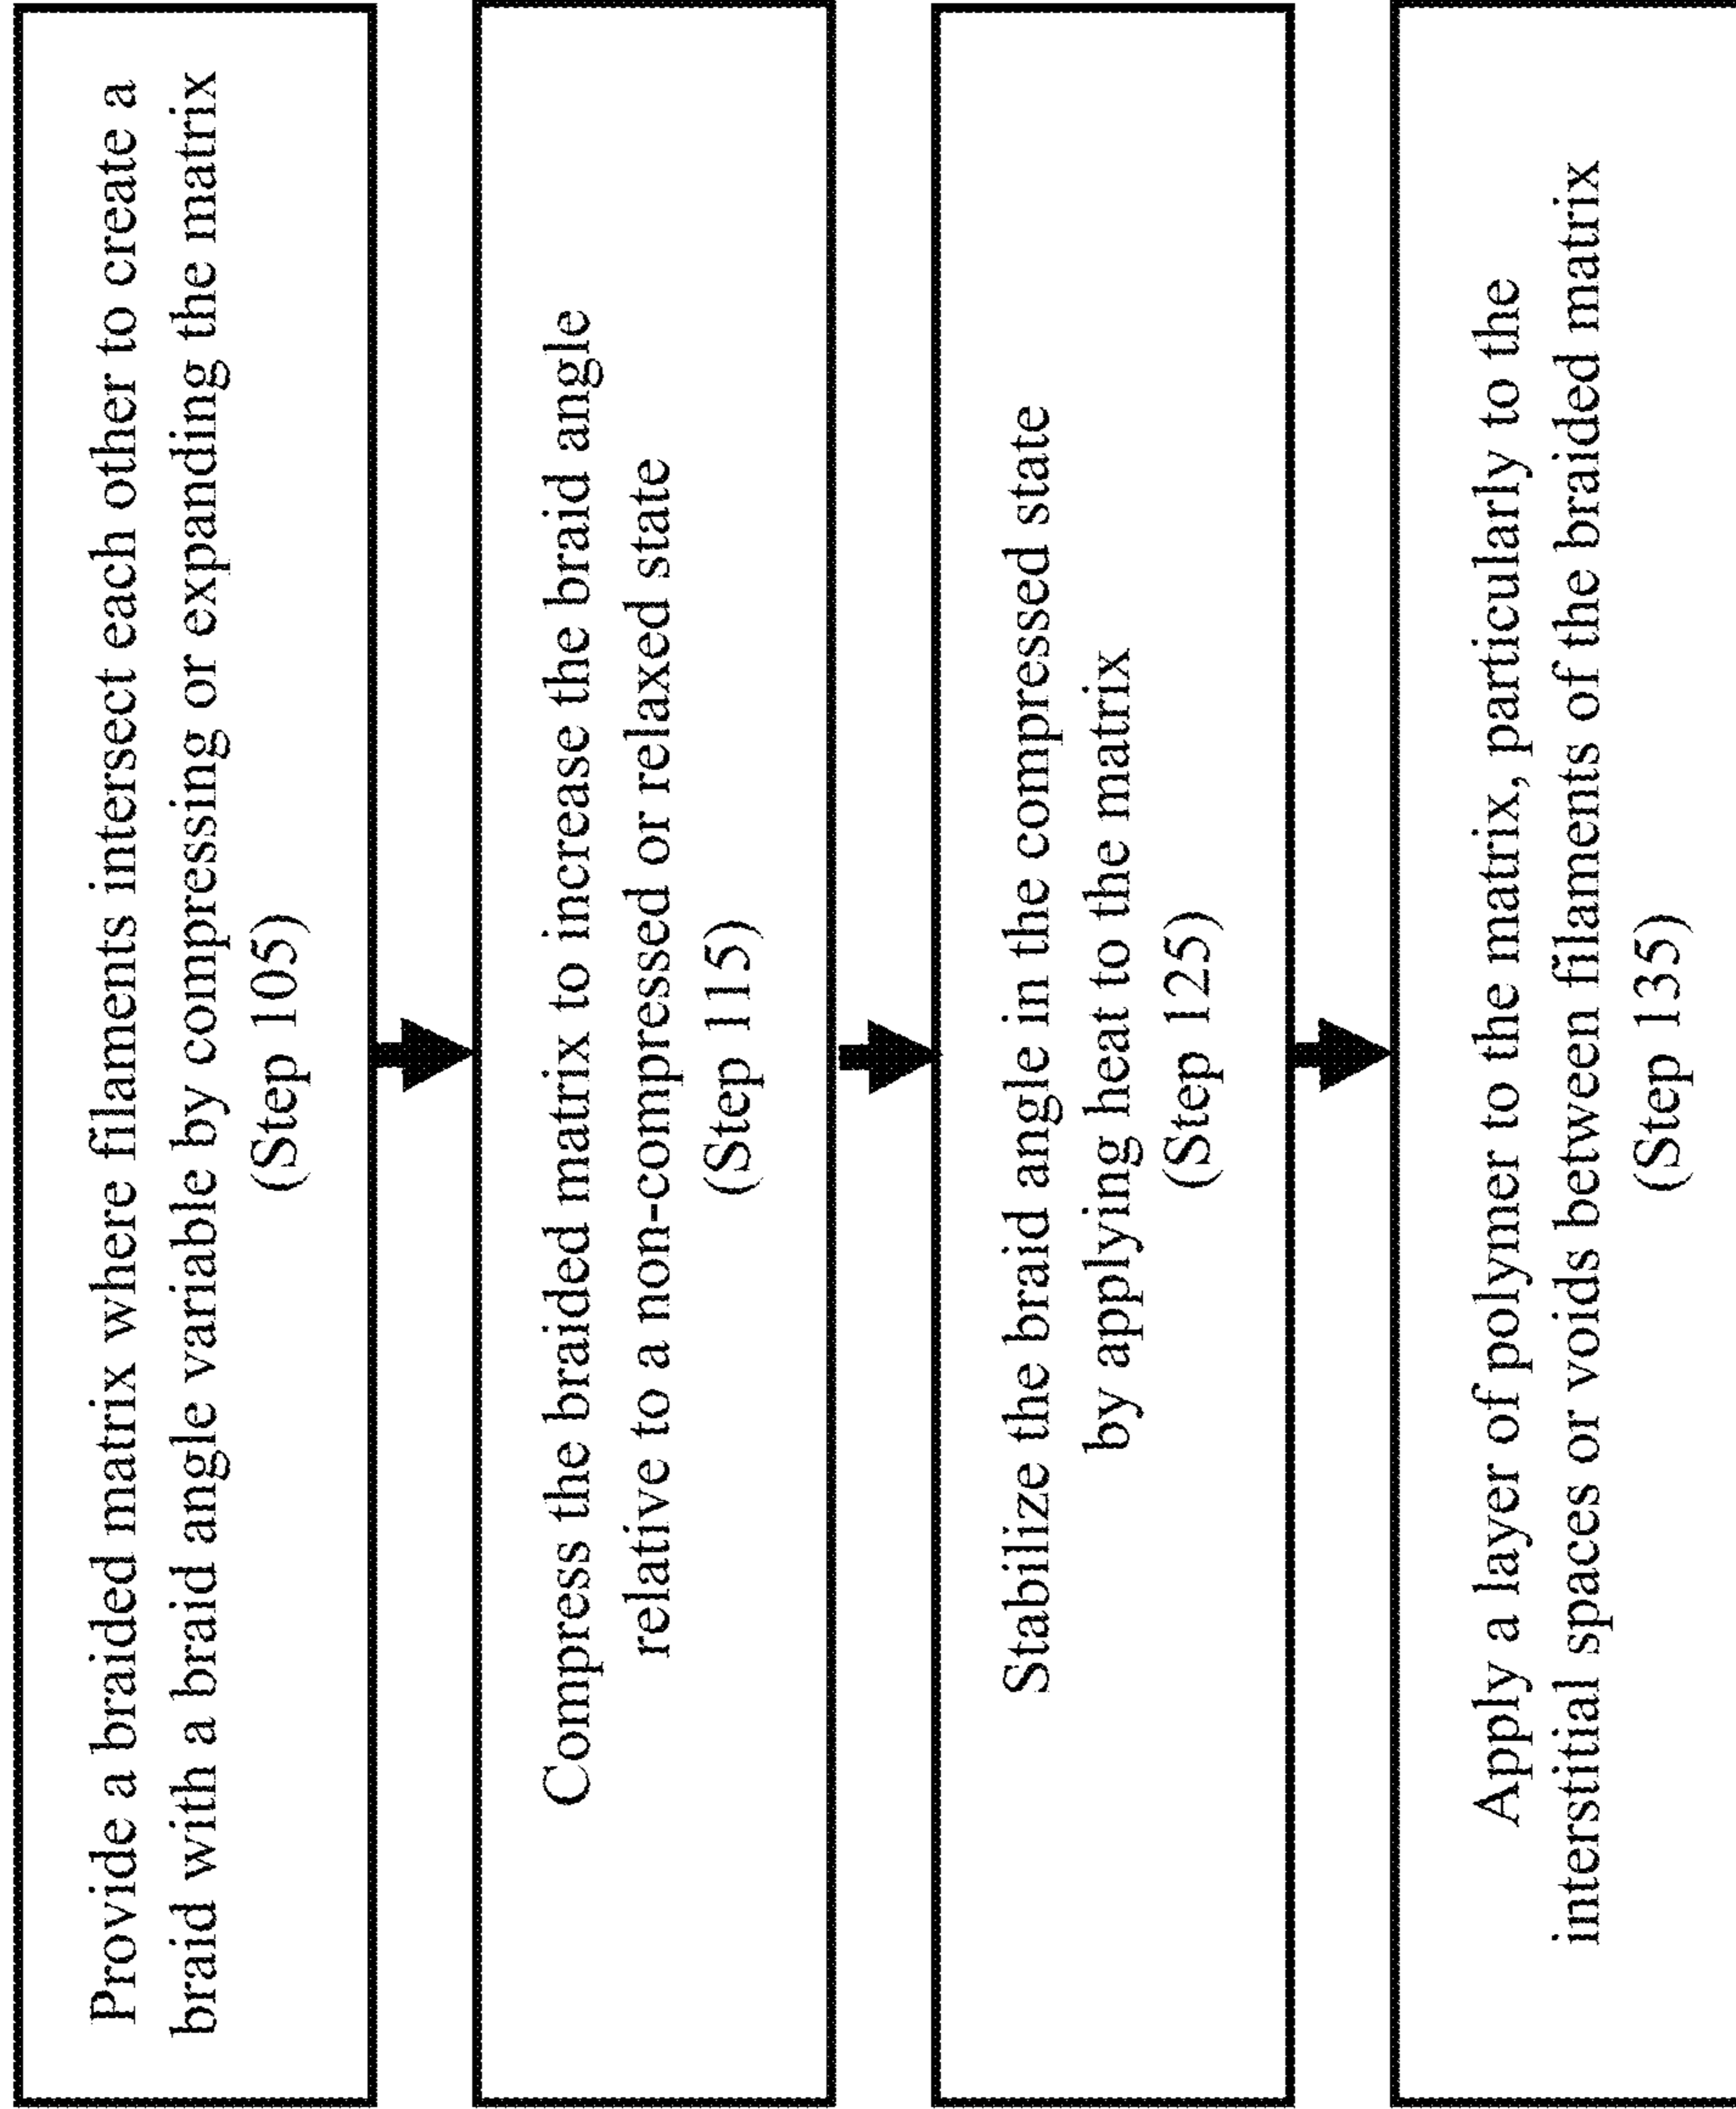 Provide a braided matrix where filaments intersect each other to create a
braid with a braid angle variable by compressing or expanding the matrix
(Step 105)
Compress the braided matrix to increase the braid angle
relative to a non-compressed or relaxed state
(Step 115)
Stabilize the braid angle in the compressed state
by applying heat to the matrix
(Step 125)
Apply a layer of polymer to the matrix, particularly to the
interstitial spaces or voids between filaments of the braided matrix
(Step 135)